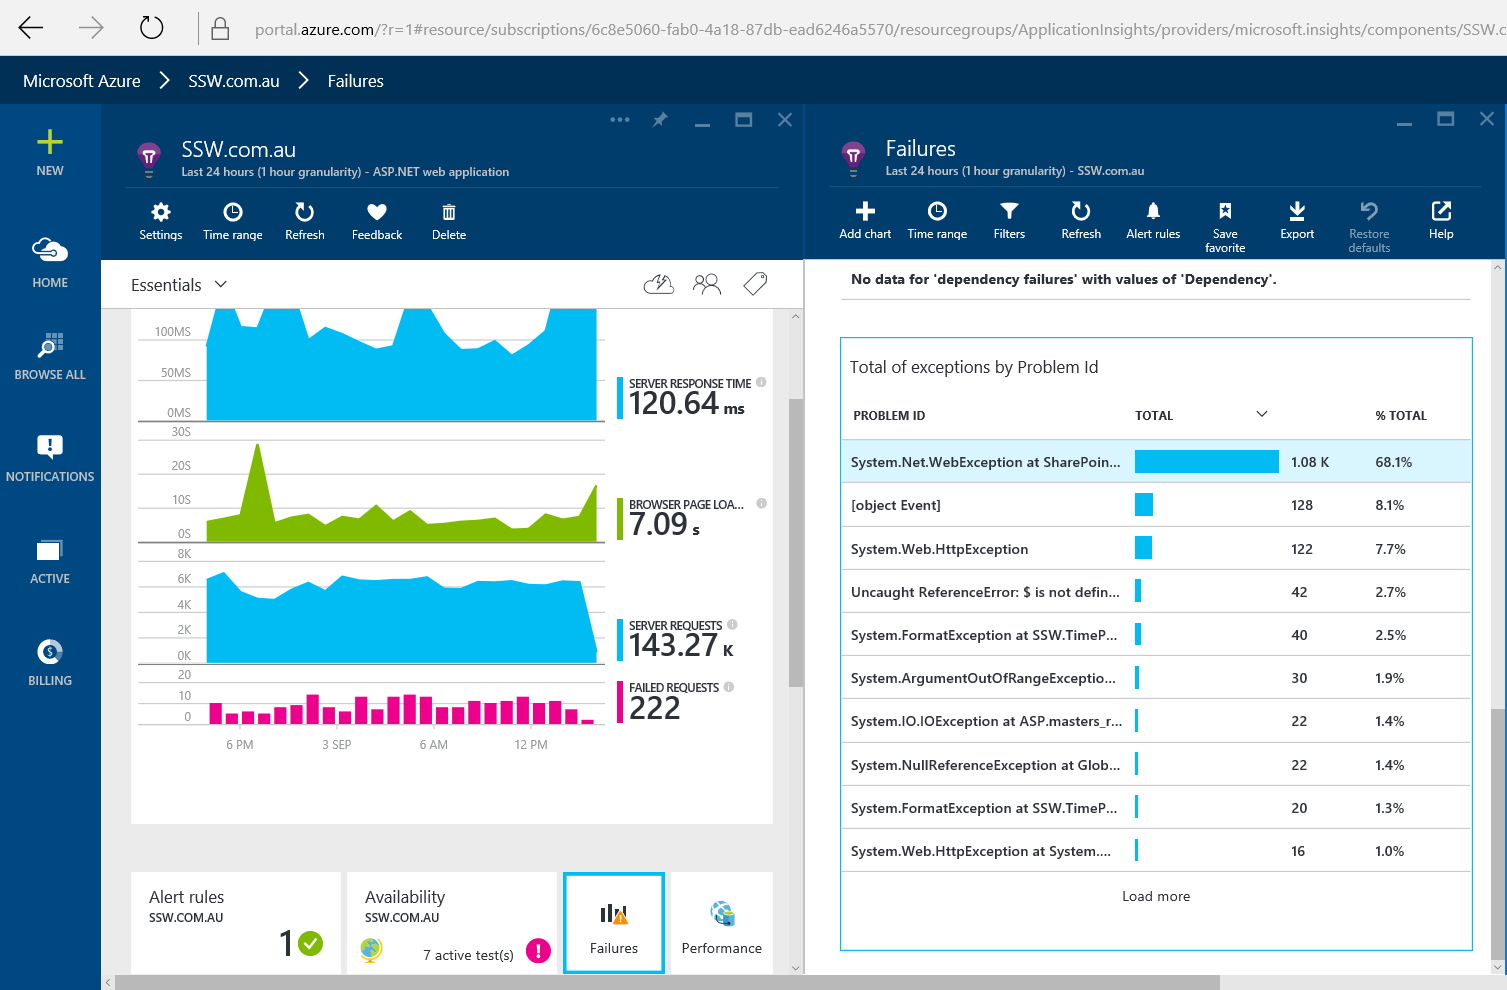 portal.azure.com/?r=1#resource/subscriptions/6c8e5060-fab0-4a18-87db-ead6246a5570/resourcegroups/ApplicationInsights/providers/microsoft.insights/components/SSW.c
Microsoft Azure
SSW.com.au
Failures
NEW
HOME
BROWSE ALL
NOTIFICATIONS
ACTIVE
BILLING
SSW.com.au
Last 24 hours (1 hour granularity) - ASP.NET web application
Settings
Time range
Refresh
Feedback
Delete
Essentials
100MS
50MS
0MS
SERVER RESPONSE TIME
120.64 ms
30S
20S
10S
0S
BROWSER PAGE LOA...
7.09 s
8K
6K
4K
2K
0K
SERVER REQUESTS
143.27 K
20
10
0
FAILED REQUESTS
222
6 PM
3 SEP
6 AM
12 PM
Alert rules
SSW.COM.AU
1
Availability
SSW.COM.AU
7 active test(s)
Failures
Performance
Failures
Last 24 hours (1 hour granularity) - SSW.com.au
Add chart
Time range
Filters
Refresh
Alert rules
Save
favorite
Export
Restore
defaults
Help
No data for 'dependency failures' with values of 'Dependency'.
Total of exceptions by Problem Id
PROBLEM ID TOTAL % TOTAL
System.Net.WebException at SharePoin... 1.08 K 68.1%
[object Event] 128 8.1%
System.Web.HttpException 122 7.7%
Uncaught ReferenceError: $ is not defin... 42 2.7%
System.FormatException at SSW.TimeP... 40 2.5%
System.ArgumentOutOfRangeExceptio... 30 1.9%
System.IO.IOException at ASP.masters_r... 22 1.4%
System.NullReferenceException at Glob... 22 1.4%
System.FormatException at SSW.TimeP... 20 1.3%
System.Web.HttpException at System.... 16 1.0%
Load more